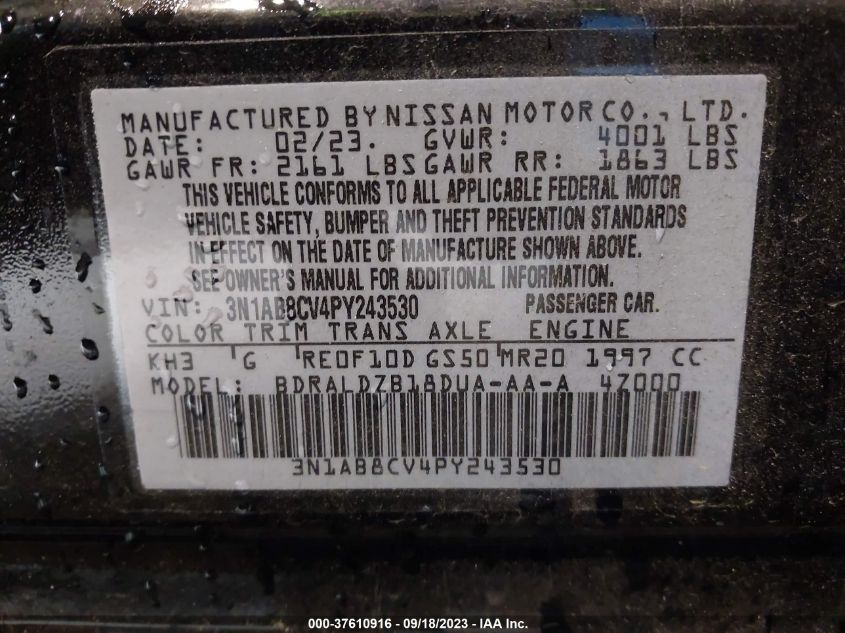 MANUFACTURED BY NISSAN MOTOR CO., LTD.
DATE: 02/23. GVWR: 4001 LBS
GAWR FR: 2161 LBS GAWR RR: 1863 LBS
THIS VEHICLE CONFORMS TO ALL APPLICABLE FEDERAL MOTOR
VEHICLE SAFETY, BUMPER AND THEFT PREVENTION STANDARDS
IN EFFECT ON THE DATE OF MANUFACTURE SHOWN ABOVE.
SEE OWNER'S MANUAL FOR ADDITIONAL INFORMATION.
VIN: 3N1AB8CV4PY243530 PASSENGER CAR.
COLOR TRIM TRANS AXLE ENGINE
KH3 G RE0F10D GS50 MR20 1997 CC
MODEL: BDRALDZB18DUA-AA-A 4Z000
3N1AB8CV4PY243530
000-37610916 - 09/18/2023 - IAA Inc.